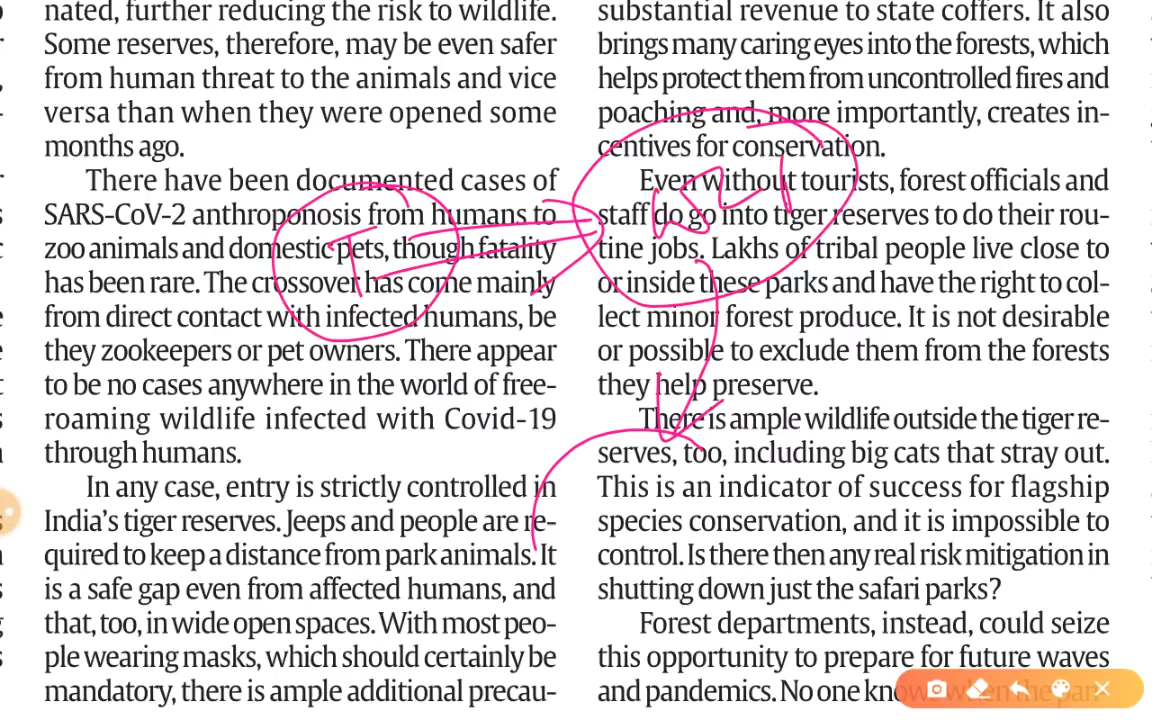 nated, further reducing the risk to wildlife.
Some reserves, therefore, may be even safer
from human threat to the animals and vice
versa than when they were opened some
months ago.
There have been documented cases of
SARS-CoV-2 anthroponosis from humans to
zoo animals and domestic pets, though fatality
has been rare. The crossover has come mainly
from direct contact with infected humans, be
they zookeepers or pet owners. There appear
to be no cases anywhere in the world of free-
roaming wildlife infected with Covid-19
through humans.
In any case, entry is strictly controlled in
India's tiger reserves. Jeeps and people are re-
quired to keep a distance from park animals. It
is a safe gap even from affected humans, and
that, too, in wide open spaces. With most peo-
ple wearing masks, which should certainly be
mandatory, there is ample additional precau-
substantial revenue to state coffers. It also
brings many caring eyes into the forests, which
helps protect them from uncontrolled fires and
poaching and, more importantly, creates in-
centives for conservation.
Even without tourists, forest officials and
staff do go into tiger reserves to do their rou-
tine jobs. Lakhs of tribal people live close to
or inside these parks and have the right to col-
lect minor forest produce. It is not desirable
or possible to exclude them from the forests
they help preserve.
There is ample wildlife outside the tiger re-
serves, too, including big cats that stray out.
This is an indicator of success for flagship
species conservation, and it is impossible to
control. Is there then any real risk mitigation in
shutting down just the safari parks?
Forest departments, instead, could seize
this opportunity to prepare for future waves
and pandemics. No one knows when the pan-